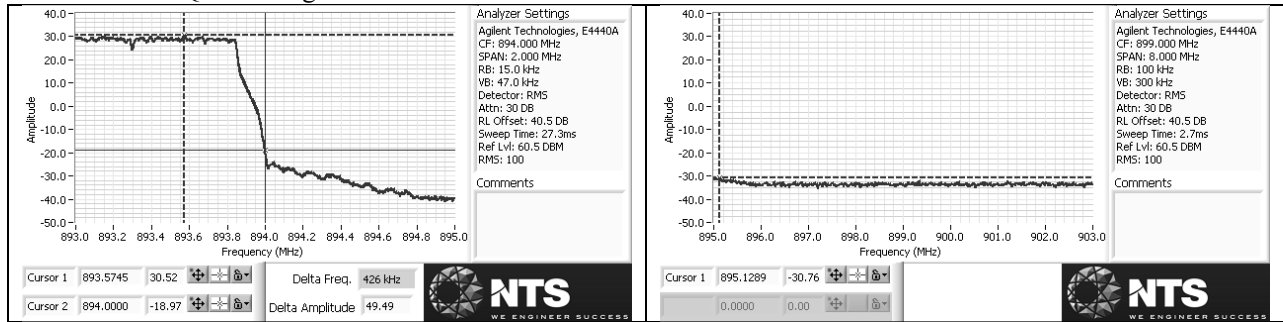 40.0
30.0
20.0
10.0
0.0
-10.0
-20.0
-30.0
-40.0
-50.0
Amplitude
893.0 893.2 893.4 893.6 893.8 894.0 894.2 894.4 894.6 894.8 895.0
Frequency (MHz)
Analyzer Settings
Agilent Technologies, E4440A
CF: 894.000 MHz
SPAN: 2.000 MHz
RB: 15.0 kHz
VB: 47.0 kHz
Detector: RMS
Attn: 30 DB
RL Offset: 40.5 DB
Sweep Time: 27.3ms
Ref Lvl: 60.5 DBM
RMS: 100
Comments
Cursor 1 893.5745 30.52
Cursor 2 894.0000 -18.97
Delta Freq. 426 kHz
Delta Amplitude 49.49
NTS
WE ENGINEER SUCCESS
40.0
30.0
20.0
10.0
0.0
-10.0
-20.0
-30.0
-40.0
-50.0
Amplitude
895.0 896.0 897.0 898.0 899.0 900.0 901.0 902.0 903.0
Frequency (MHz)
Analyzer Settings
Agilent Technologies, E4440A
CF: 899.000 MHz
SPAN: 8.000 MHz
RB: 100 kHz
VB: 300 kHz
Detector: RMS
Attn: 30 DB
RL Offset: 40.5 DB
Sweep Time: 2.7ms
Ref Lvl: 60.5 DBM
RMS: 100
Comments
Cursor 1 895.1289 -30.76
0.0000 0.00
NTS
WE ENGINEER SUCCESS